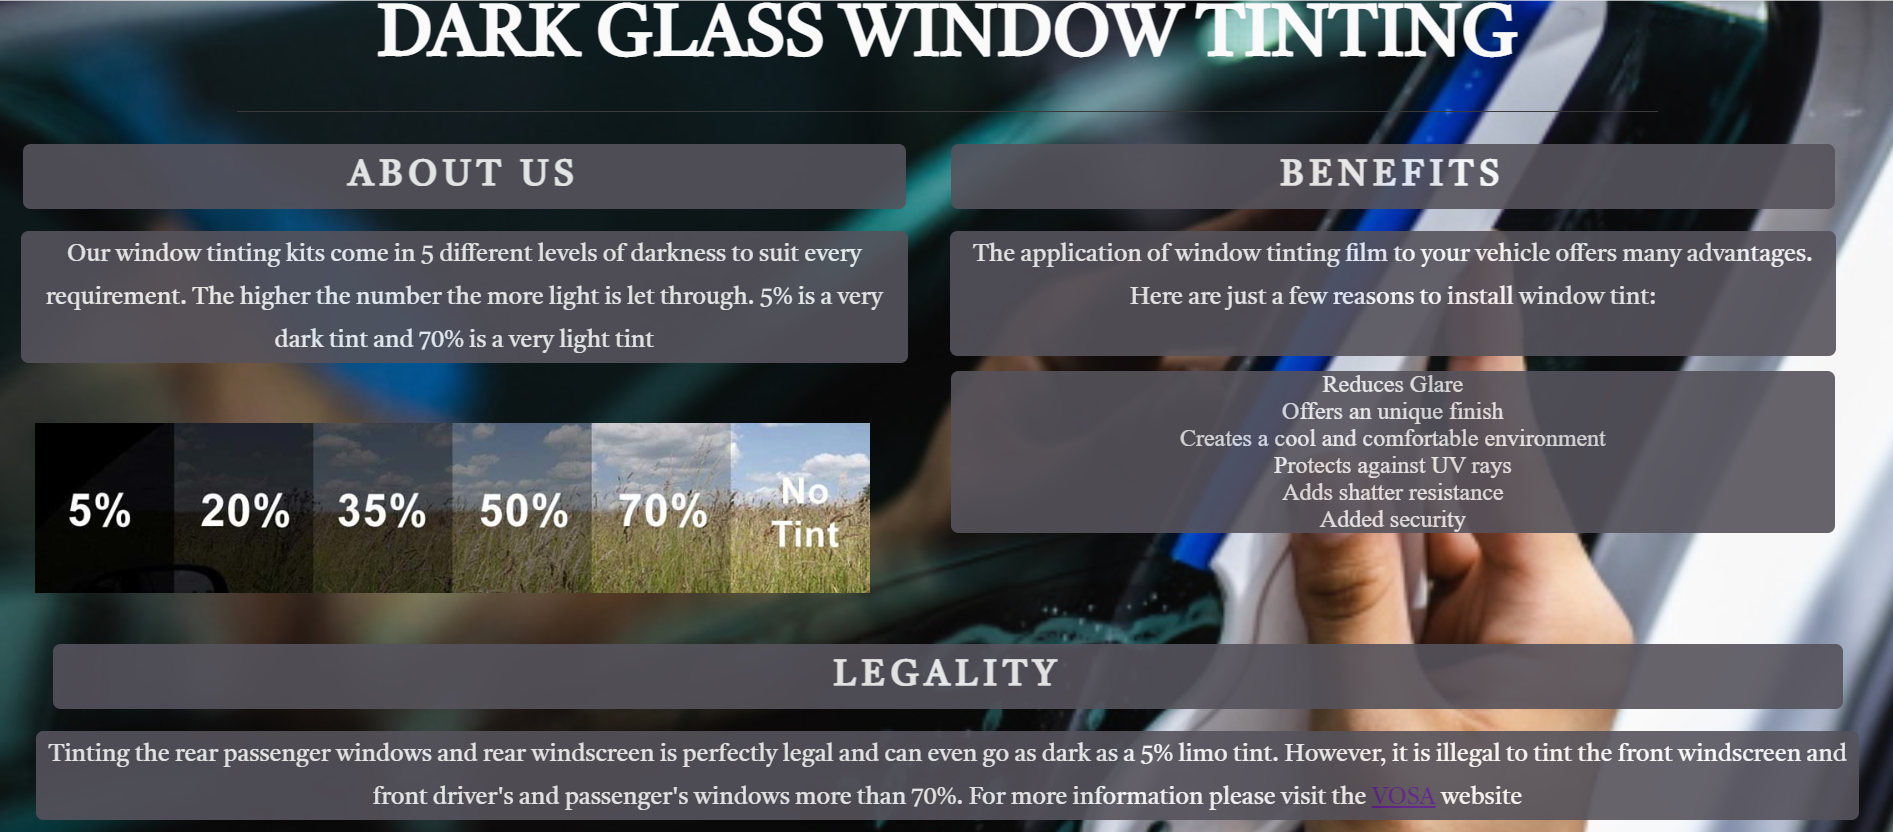 DARK GLASS WINDOW TINTING
ABOUT US
Our window tinting kits come in 5 different levels of darkness to suit every
requirement. The higher the number the more light is let through. 5% is a very
dark tint and 70% is a very light tint
5% 20% 35% 50% 70% No
Tint
BENEFITS
The application of window tinting film to your vehicle offers many advantages.
Here are just a few reasons to install window tint:
Reduces Glare
Offers an unique finish
Creates a cool and comfortable environment
Protects against UV rays
Adds shatter resistance
Added security
LEGALITY
Tinting the rear passenger windows and rear windscreen is perfectly legal and can even go as dark as a 5% limo tint. However, it is illegal to tint the front windscreen and
front driver's and passenger's windows more than 70%. For more information please visit the VOSA website